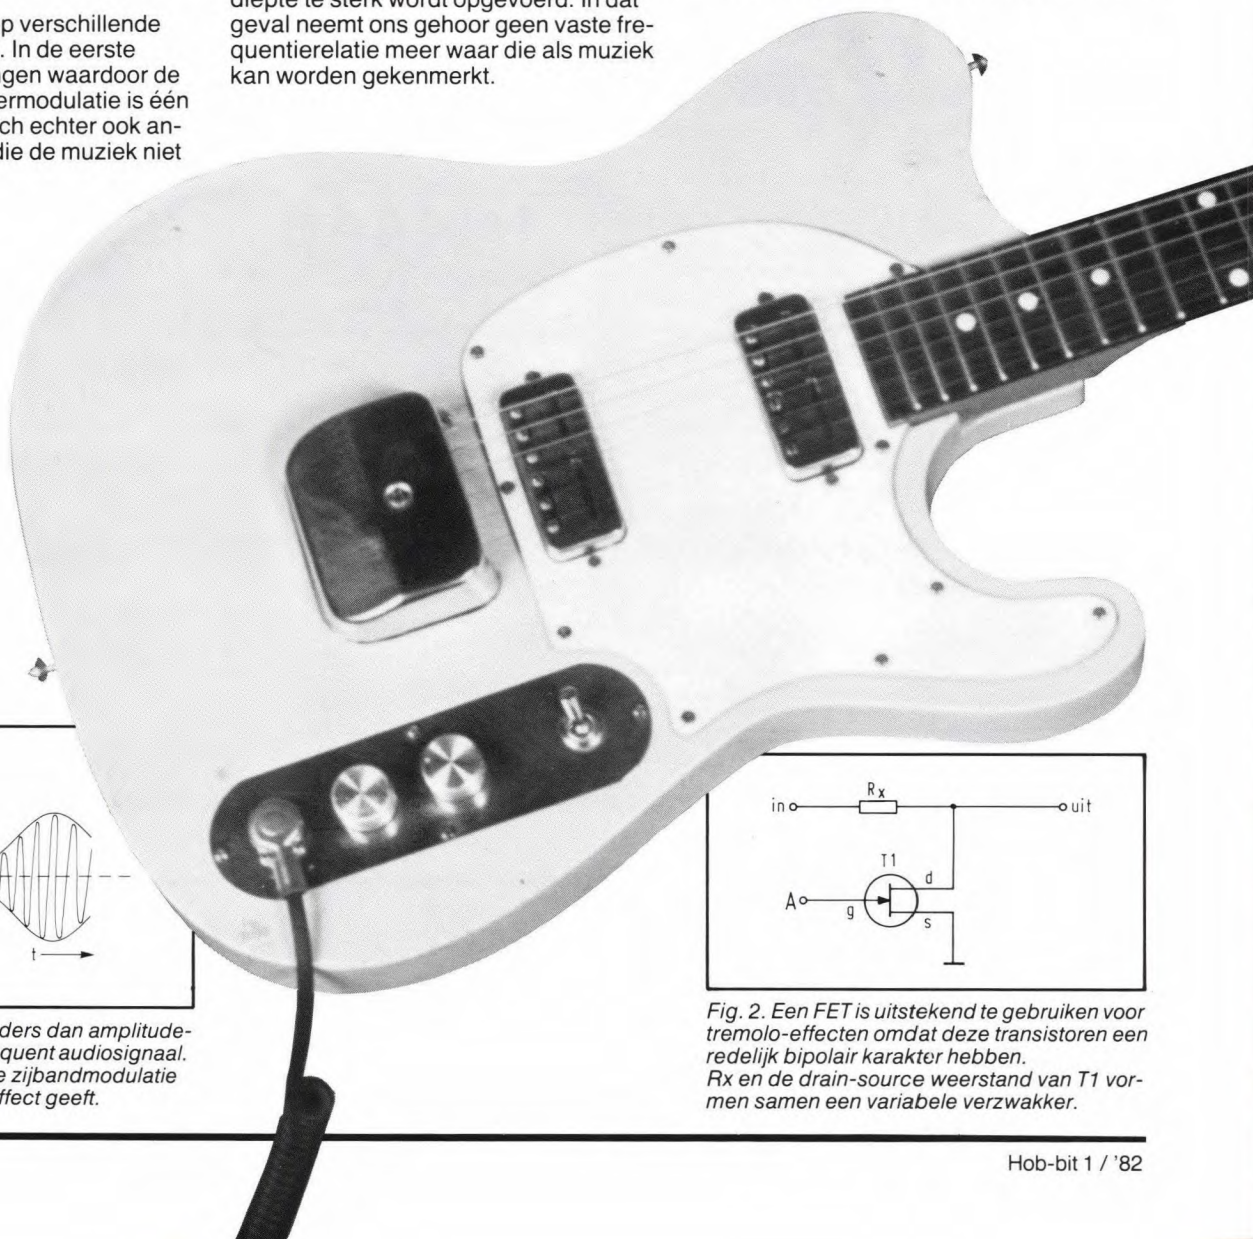 p verschillende
. In de eerste
ngen waardoor de
ermodulatie is één
ch echter ook an-
die de muziek niet
diepte te sterk wordt opgevoerd. In dat
geval neemt ons gehoor geen vaste fre-
quentierelatie meer waar die als muziek
kan worden gekenmerkt.
t
ders dan amplitude-
quent audiosignaal.
e zijbandmodulatie
ffect geeft.
in
Rx
uit
T1
d
A
g
s
Fig. 2. Een FET is uitstekend te gebruiken voor
tremolo-effecten omdat deze transistoren een
redelijk bipolair karakter hebben.
Rx en de drain-source weerstand van T1 vor-
men samen een variabele verzwakker.
Hob-bit 1 / '82